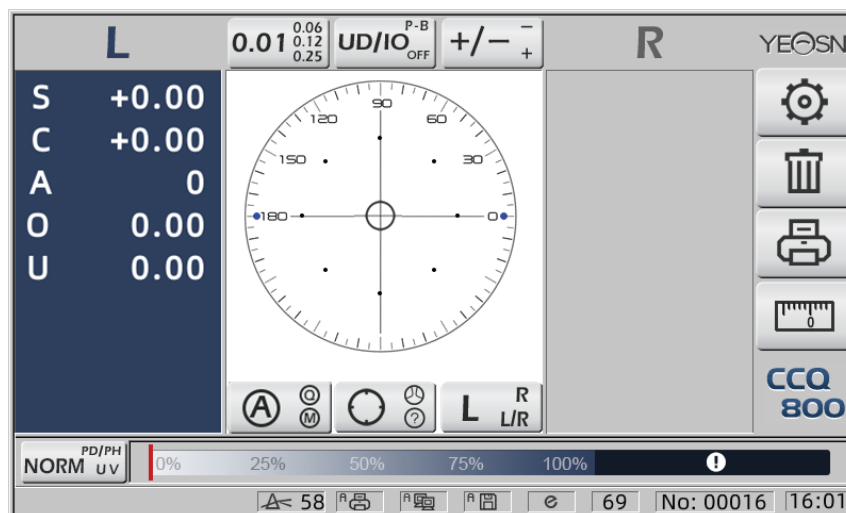 L
0.01 0.06
0.12
0.25
UD/IO P-B
OFF
+/− −
+
R
YEOSN
S +0.00
C +0.00
A 0
O 0.00
U 0.00
90
120 60
150 30
180 0
0
A Q
M
?
L R
L/R
CCQ
800
NORM PD/PH
UV
0% 25% 50% 75% 100% !
58 A A A e 69 No: 00016 16:01